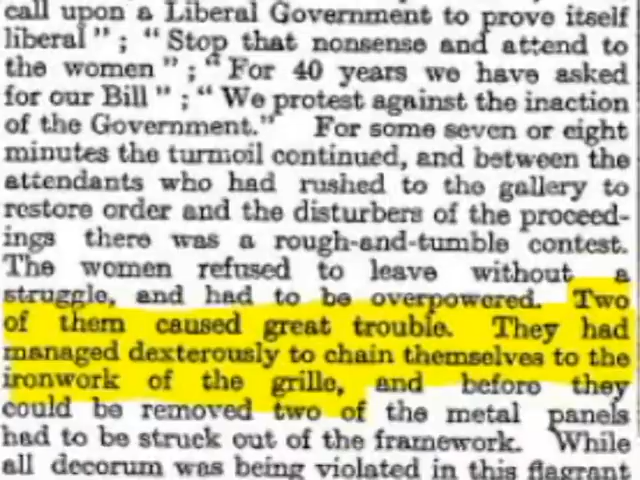 call upon a Liberal Government to prove itself
liberal" ; "Stop that nonsense and attend to
the women" ; "For 40 years we have asked
for our Bill" ; "We protest against the inaction
of the Government." For some seven or eight
minutes the turmoil continued, and between the
attendants who had rushed to the gallery to
restore order and the disturbers of the proceed-
ings there was a rough-and-tumble contest.
The women refused to leave without a
struggle, and had to be overpowered. Two
of them caused great trouble. They had
managed dexterously to chain themselves to the
ironwork of the grille, and before they
could be removed two of the metal panels
had to be struck out of the framework. While
all decorum was being violated in this flagrant